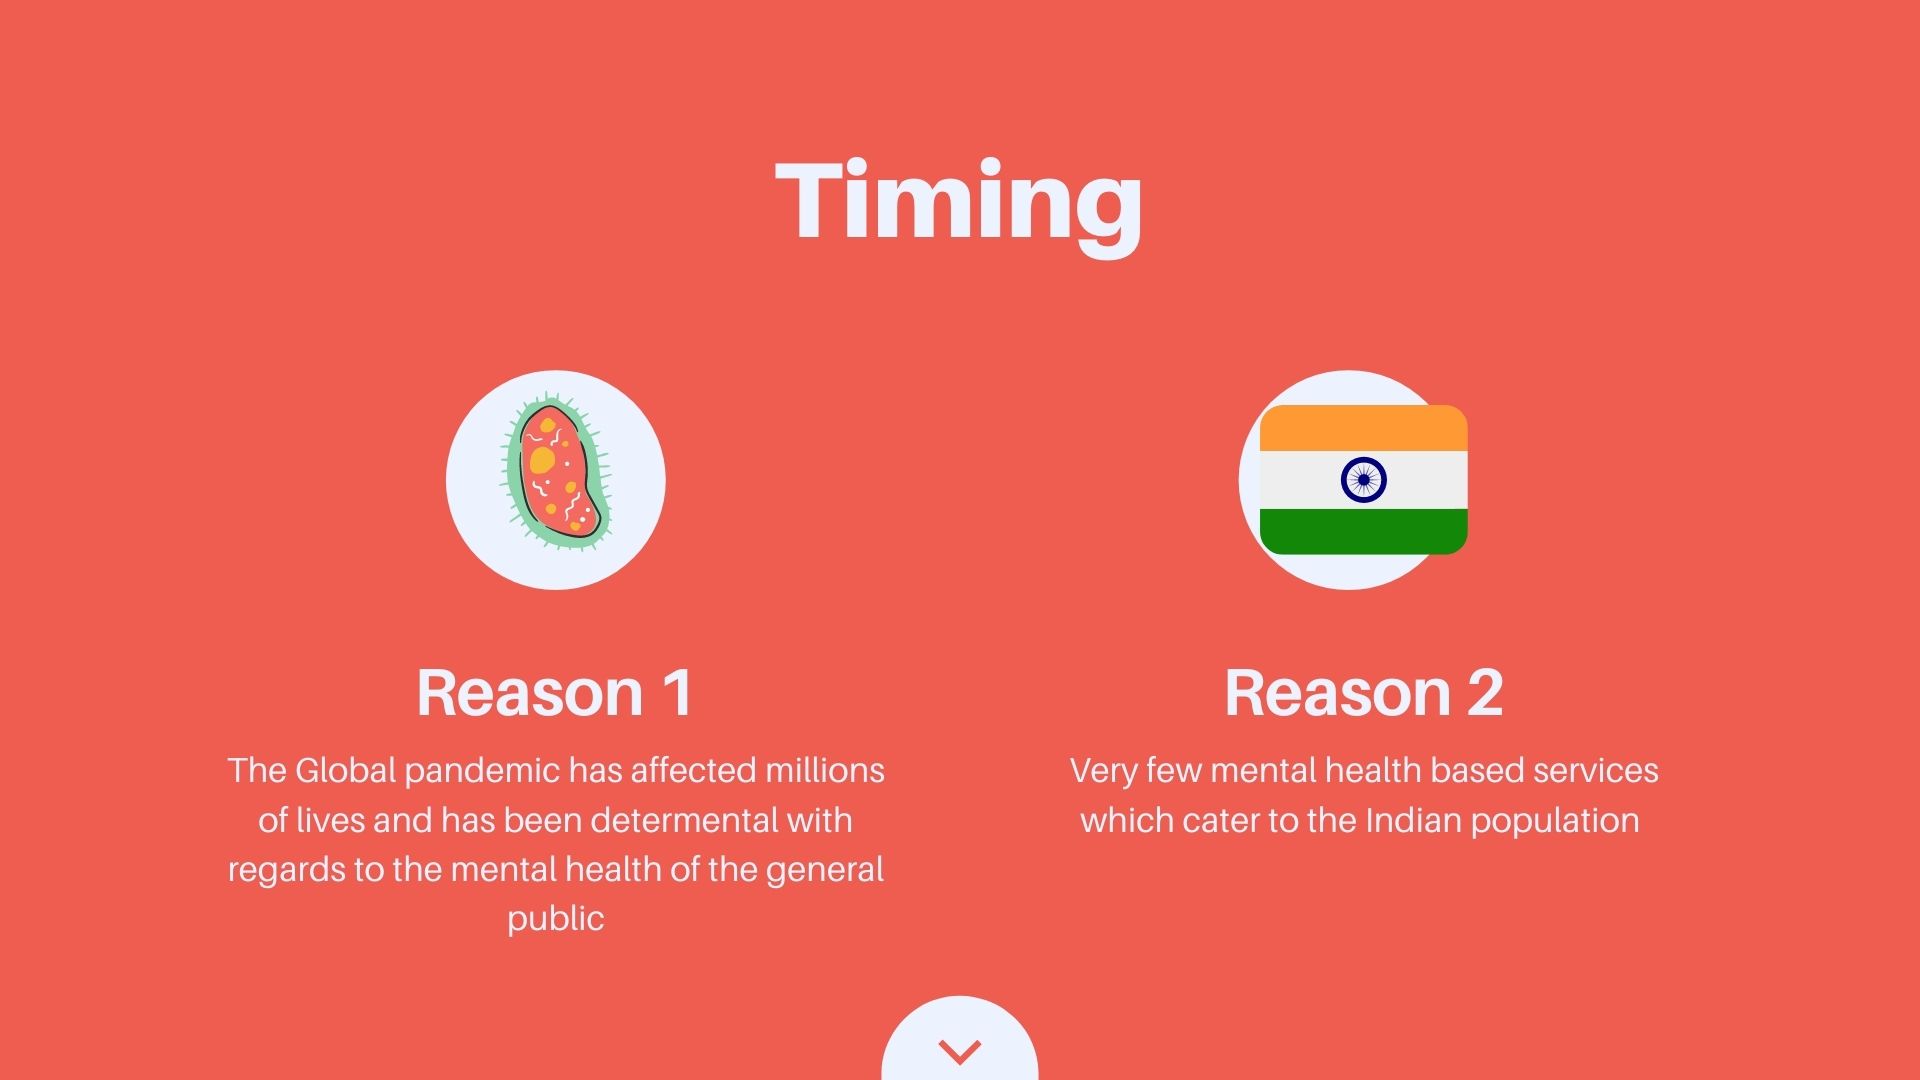 Timing
Reason 1
The Global pandemic has affected millions
of lives and has been determental with
regards to the mental health of the general
public
Reason 2
Very few mental health based services
which cater to the Indian population